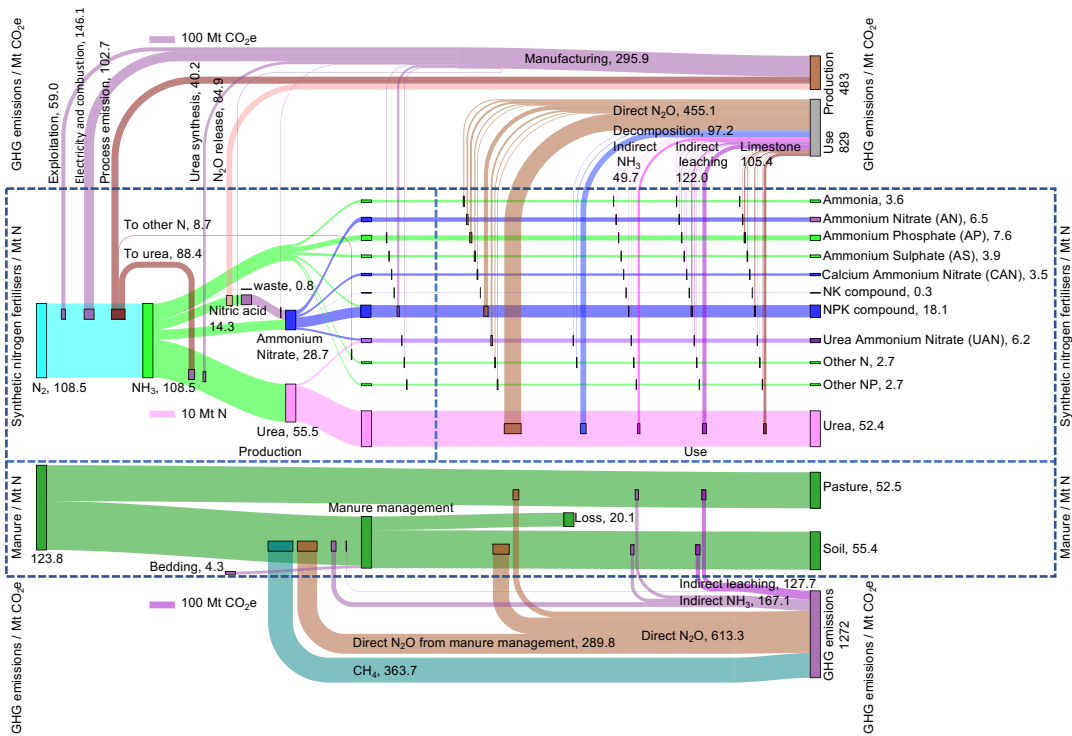 GHG emissions / Mt CO2e
Exploitation, 59.0
Electricity and combustion, 146.1
Process emission, 102.7
Urea synthesis, 40.2
N2O release, 84.9
100 Mt CO2e
Manufacturing, 295.9
Production
483
GHG emissions / Mt CO2e
Direct N2O, 455.1
Decomposition, 97.2
Indirect
NH3
49.7
Indirect
leaching
122.0
Limestone
105.4
Use
829
Synthetic nitrogen fertilisers / Mt N
To other N, 8.7
To urea, 88.4
waste, 0.8
Nitric acid
14.3
Ammonium
Nitrate, 28.7
N2, 108.5
NH3, 108.5
10 Mt N
Urea, 55.5
Production
Use
Ammonia, 3.6
Ammonium Nitrate (AN), 6.5
Ammonium Phosphate (AP), 7.6
Ammonium Sulphate (AS), 3.9
Calcium Ammonium Nitrate (CAN), 3.5
NK compound, 0.3
NPK compound, 18.1
Urea Ammonium Nitrate (UAN), 6.2
Other N, 2.7
Other NP, 2.7
Urea, 52.4
Synthetic nitrogen fertilisers / Mt N
Manure / Mt N
123.8
Manure management
Loss, 20.1
Bedding, 4.3
Pasture, 52.5
Soil, 55.4
Manure / Mt N
GHG emissions / Mt CO2e
100 Mt CO2e
Indirect leaching, 127.7
Indirect NH3, 167.1
Direct N2O, 613.3
Direct N2O from manure management, 289.8
CH4, 363.7
GHG emissions
1272
GHG emissions / Mt CO2e